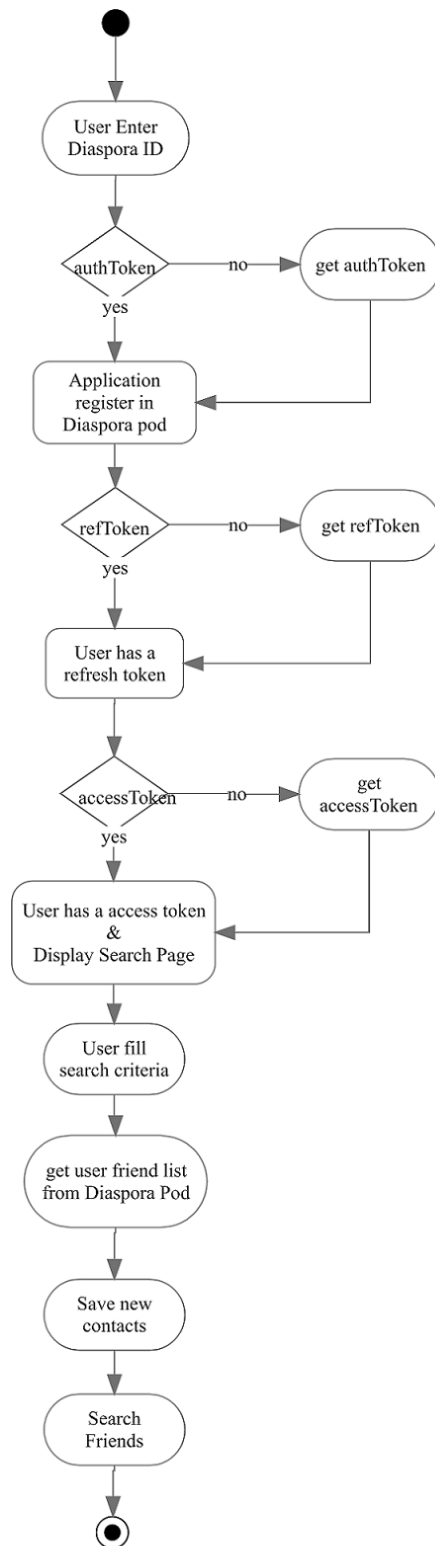 User Enter
Diaspora ID
authToken
no
get authToken
yes
Application
register in
Diaspora pod
refToken
no
get refToken
yes
User has a
refresh token
accessToken
no
get
accessToken
yes
User has a access token
&
Display Search Page
User fill
search criteria
get user friend list
from Diaspora Pod
Save new
contacts
Search
Friends